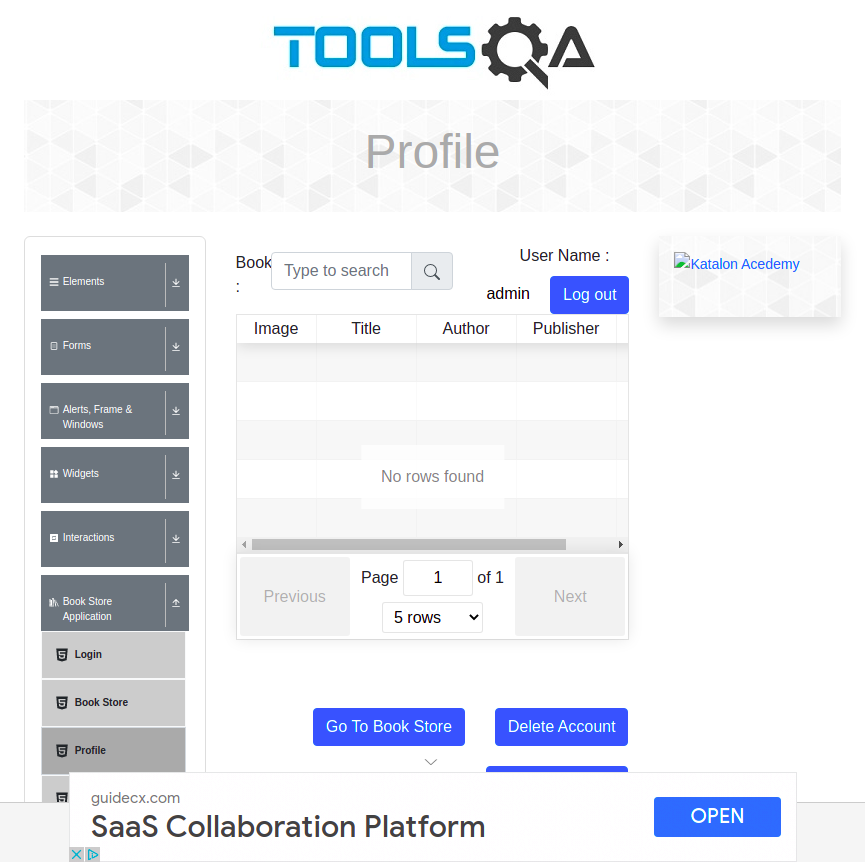 TOOLSQA
Profile
Elements
Forms
Alerts, Frame &
Windows
Widgets
Interactions
Book Store
Application
Login
Book Store
Profile
Book
:
Type to search
User Name :
admin
Log out
Image
Title
Author
Publisher
No rows found
Previous
Page
1
of 1
5 rows
Next
Go To Book Store
Delete Account
Katalon Acedemy
guidecx.com
SaaS Collaboration Platform
OPEN